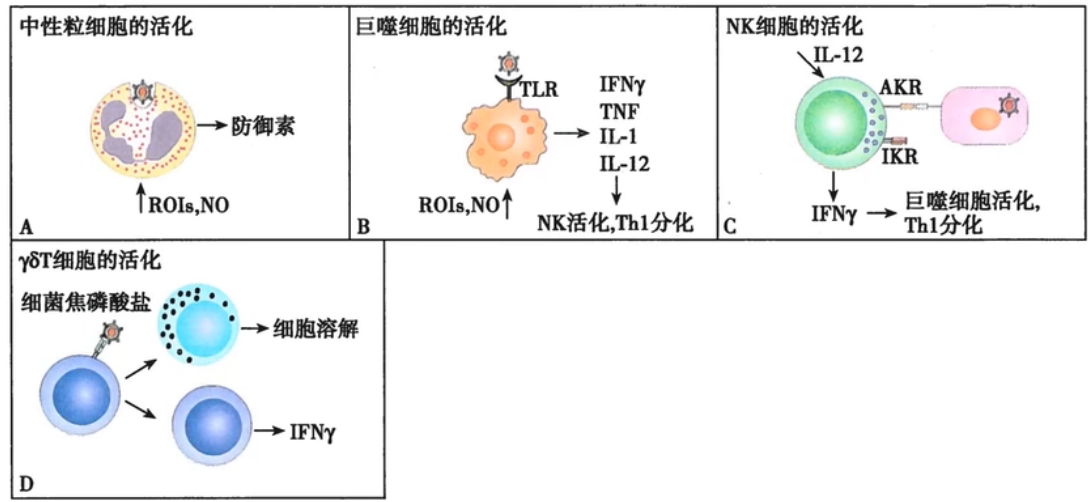 中性粒细胞的活化
防御素
ROIs,NO
A
巨噬细胞的活化
TLR
IFNγ
TNF
IL-1
IL-12
ROIs,NO
NK活化,Th1分化
B
NK细胞的活化
IL-12
AKR
IKR
IFNγ
巨噬细胞活化,
Th1分化
C
γδT细胞的活化
细菌焦磷酸盐
细胞溶解
IFNγ
D